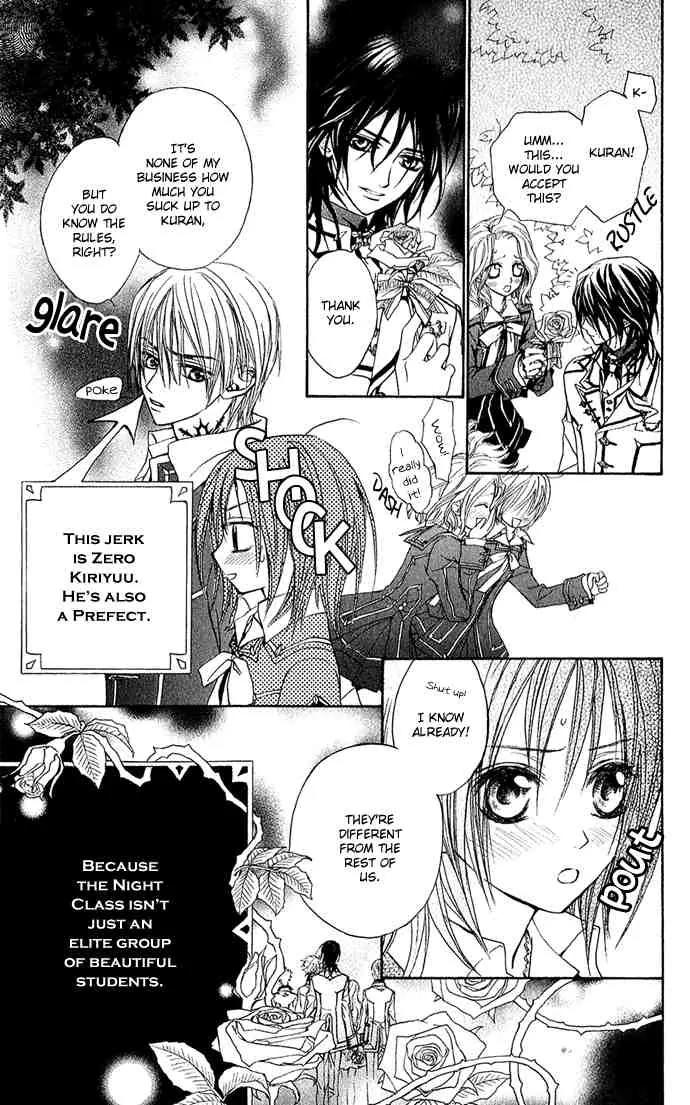 K-
KURAN!
UMM...
THIS...
WOULD YOU
ACCEPT
THIS?
RUSTLE
THANK
YOU.
Wow!
I
really
did
it!
DASH
IT'S
NONE OF MY
BUSINESS HOW
MUCH YOU
SUCK UP TO
KURAN,
BUT
YOU DO
KNOW THE
RULES,
RIGHT?
glare
poke
SHOCK
THIS JERK
IS ZERO
KIRIYUU.
HE'S ALSO
A PREFECT.
Shut up!
I KNOW
ALREADY!
pout
THEY'RE
DIFFERENT
FROM THE
REST OF
US.
BECAUSE
THE NIGHT
CLASS ISN'T
JUST AN
ELITE GROUP
OF BEAUTIFUL
STUDENTS.